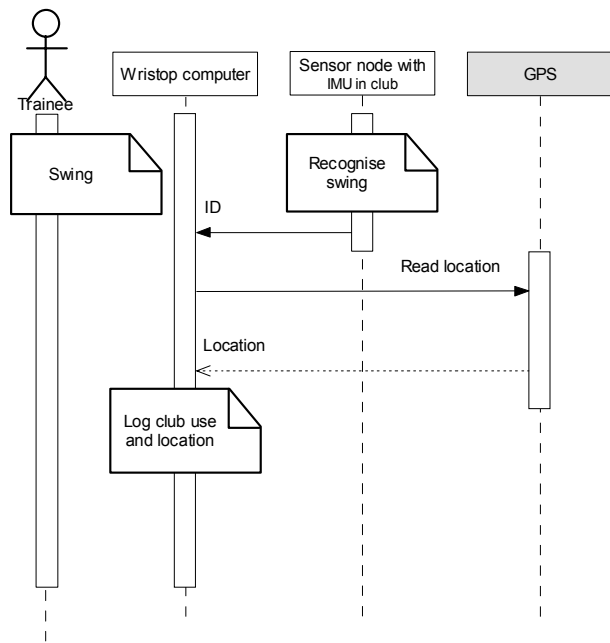 Trainee
Wristop computer
Sensor node with
IMU in club
GPS
Swing
Recognise
swing
ID
Read location
Location
Log club use
and location